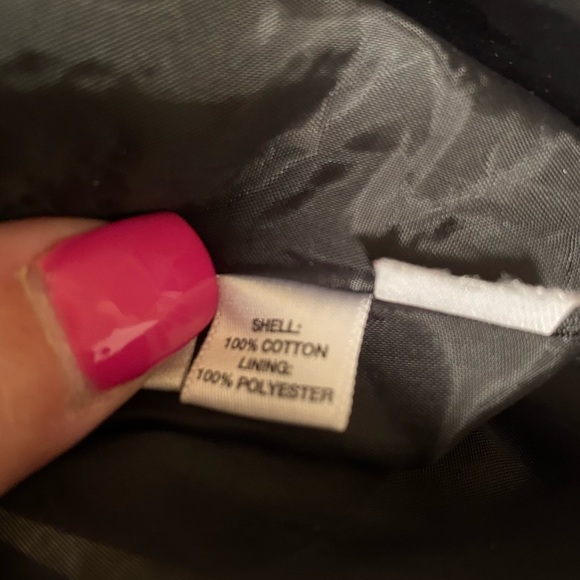 SHELL:
100% COTTON
LINING:
100% POLYESTER